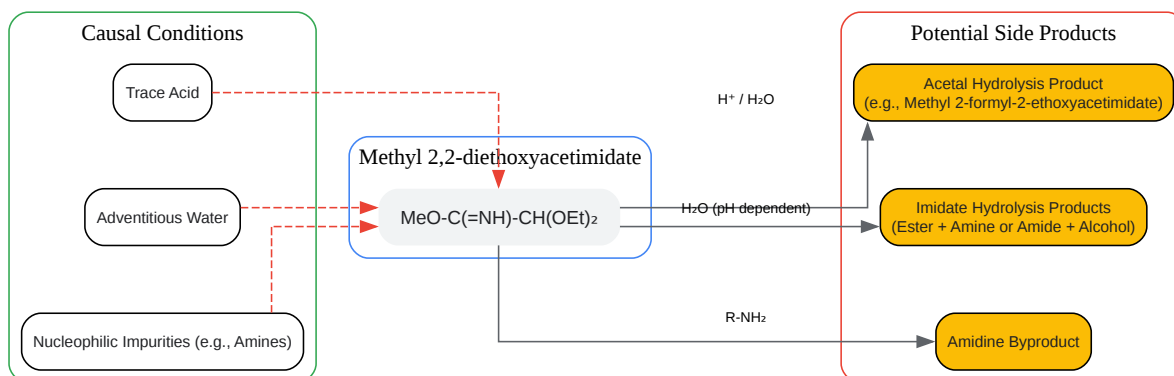 Causal Conditions
Trace Acid
Adventitious Water
Nucleophilic Impurities (e.g., Amines)
Methyl 2,2-diethoxyacetimidate
MeO-C(=NH)-CH(OEt)₂
H⁺ / H₂O
H₂O (pH dependent)
R-NH₂
Potential Side Products
Acetal Hydrolysis Product
(e.g., Methyl 2-formyl-2-ethoxyacetimidate)
Imidate Hydrolysis Products
(Ester + Amine or Amide + Alcohol)
Amidine Byproduct